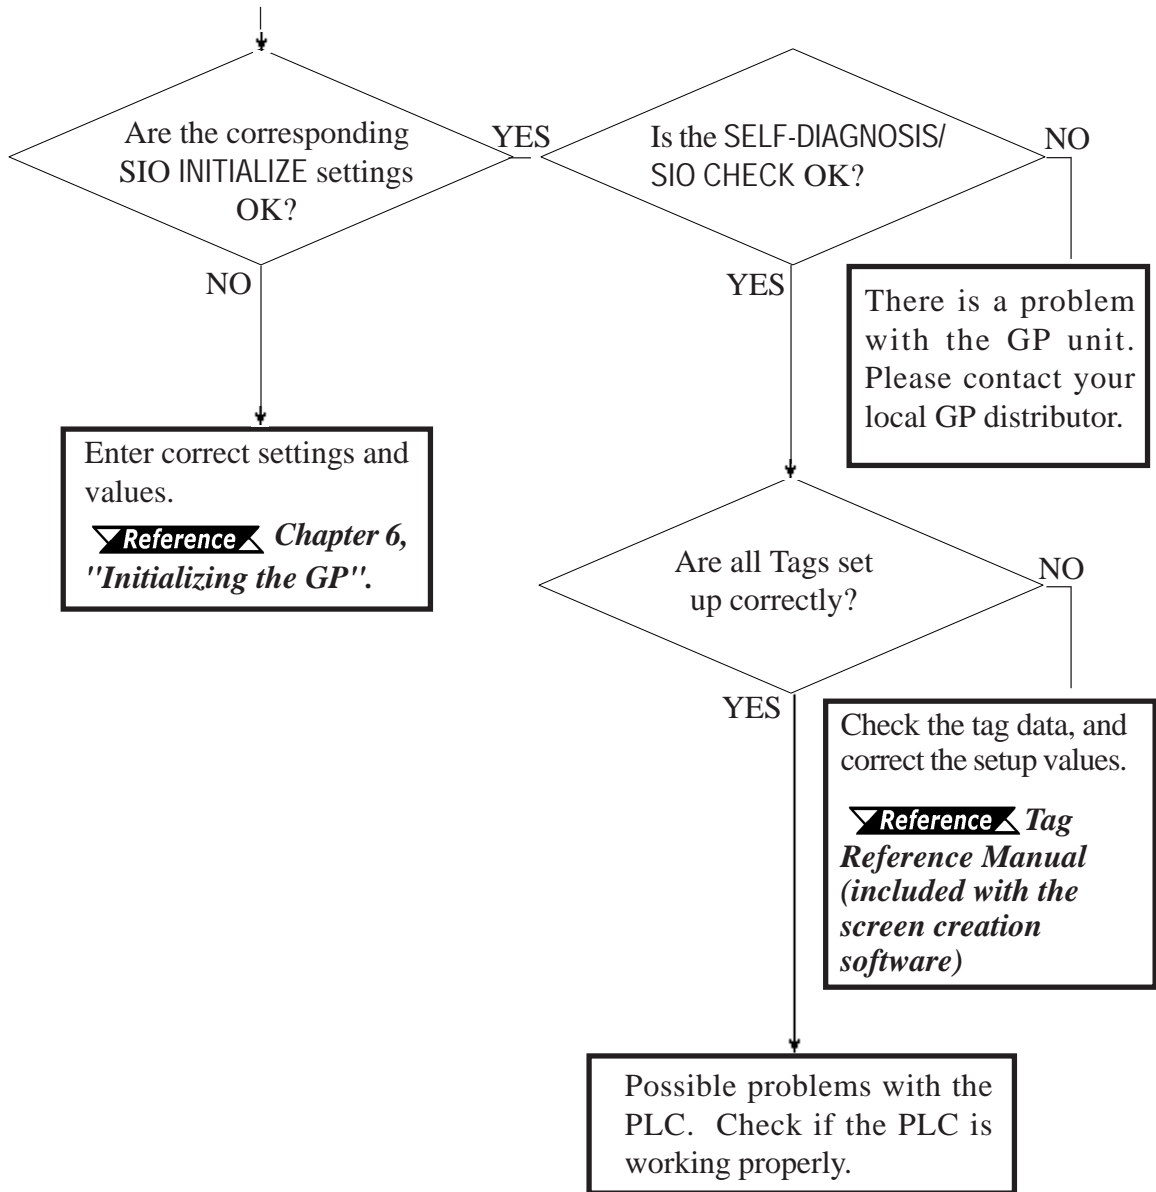 Are the corresponding
SIO INITIALIZE settings
OK?
YES
NO
Is the SELF-DIAGNOSIS/
SIO CHECK OK?
NO
YES
There is a problem
with the GP unit.
Please contact your
local GP distributor.
Enter correct settings and
values.
Reference Chapter 6,
"Initializing the GP".
Are all Tags set
up correctly?
NO
YES
Check the tag data, and
correct the setup values.
Reference Tag
Reference Manual
(included with the
screen creation
software)
Possible problems with the
PLC. Check if the PLC is
working properly.